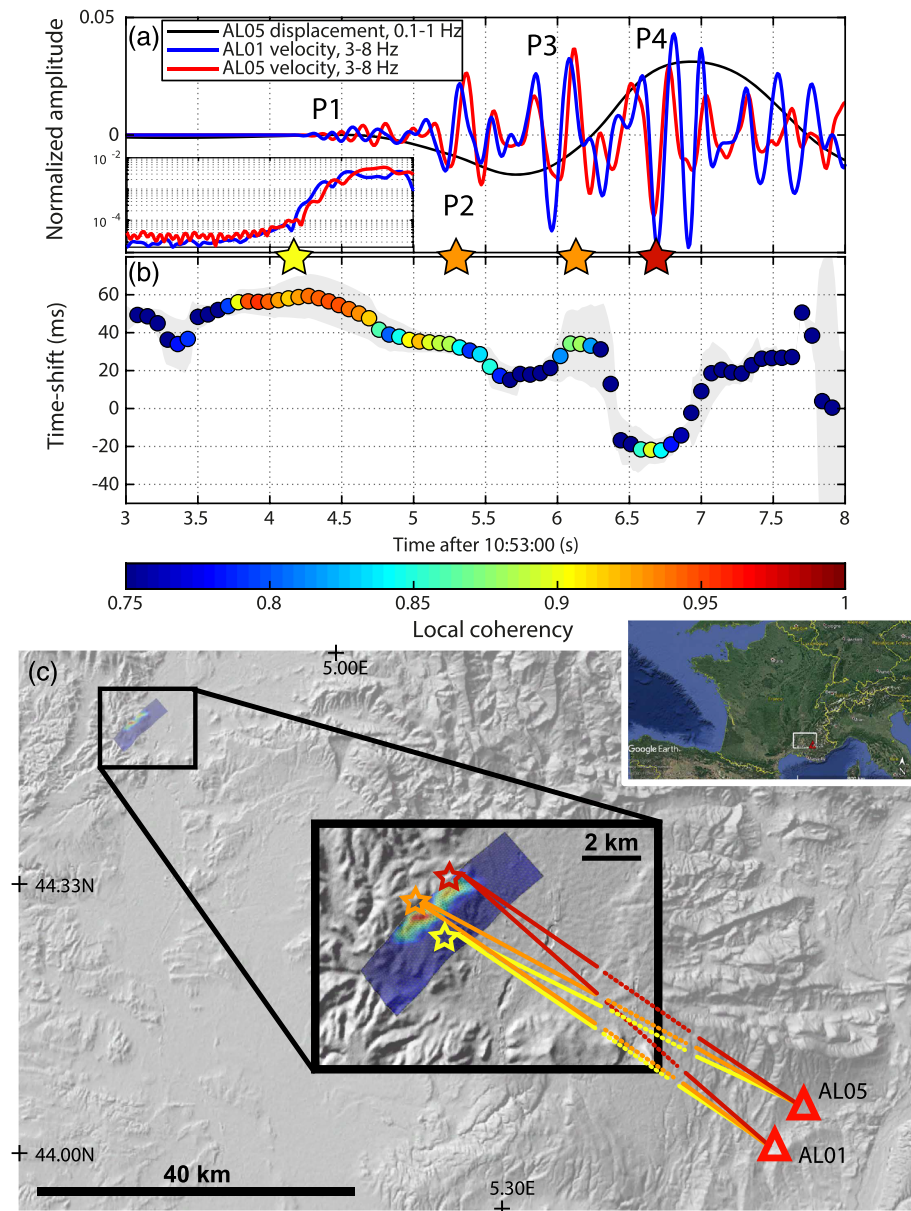 0.05
(a)
AL05 displacement, 0.1-1 Hz
AL01 velocity, 3-8 Hz
AL05 velocity, 3-8 Hz
P1
P2
P3
P4
Normalized amplitude
0
10-2
10-4
(b)
Time-shift (ms)
60
40
20
0
-20
-40
3
3.5
4
4.5
5
5.5
6
6.5
7
7.5
8
Time after 10:53:00 (s)
0.75
0.8
0.85
0.9
0.95
1
Local coherency
(c)
5.00E
Google Earth
N
2 km
44.33N
AL05
AL01
44.00N
40 km
5.30E